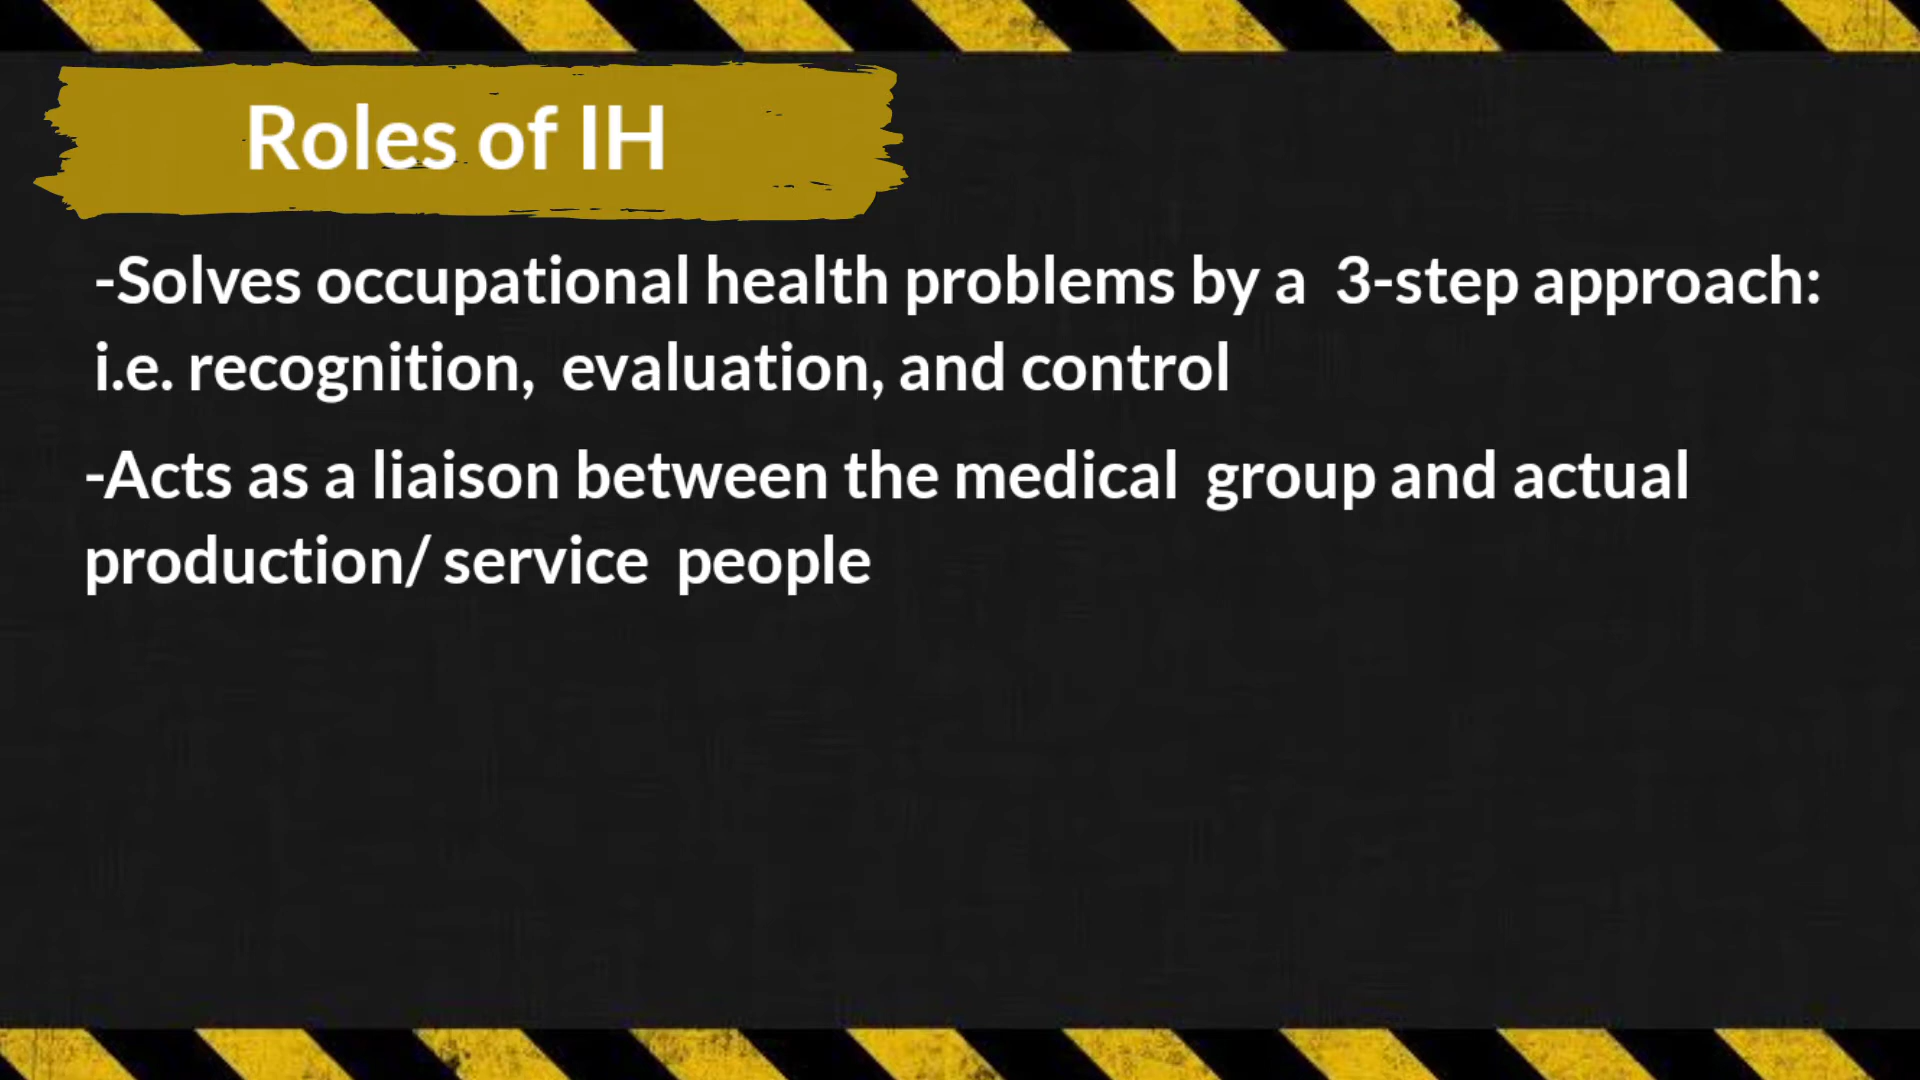 Roles of IH
-Solves occupational health problems by a  3-step approach:
i.e. recognition,  evaluation, and control
-Acts as a liaison between the medical  group and actual
production/ service  people